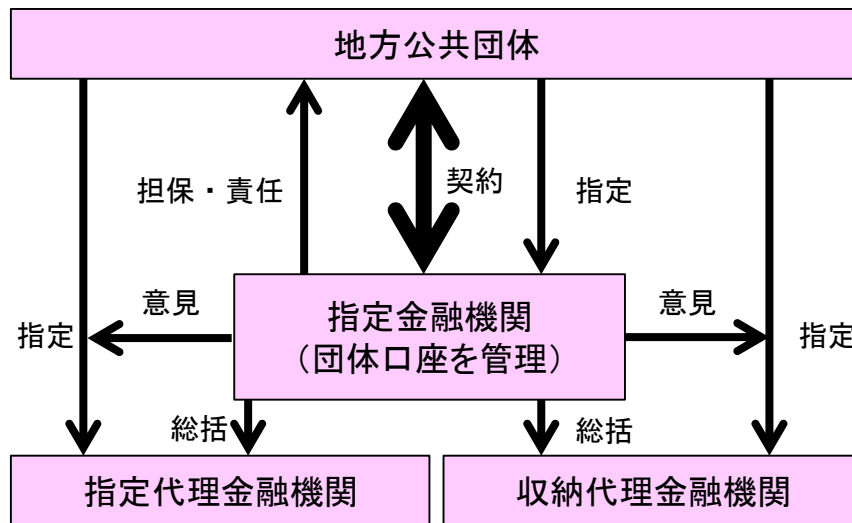 地方公共団体
担保・責任
契約
指定
意見
指定金融機関
（団体口座を管理）
意見
指定
指定
総括
総括
指定代理金融機関
収納代理金融機関